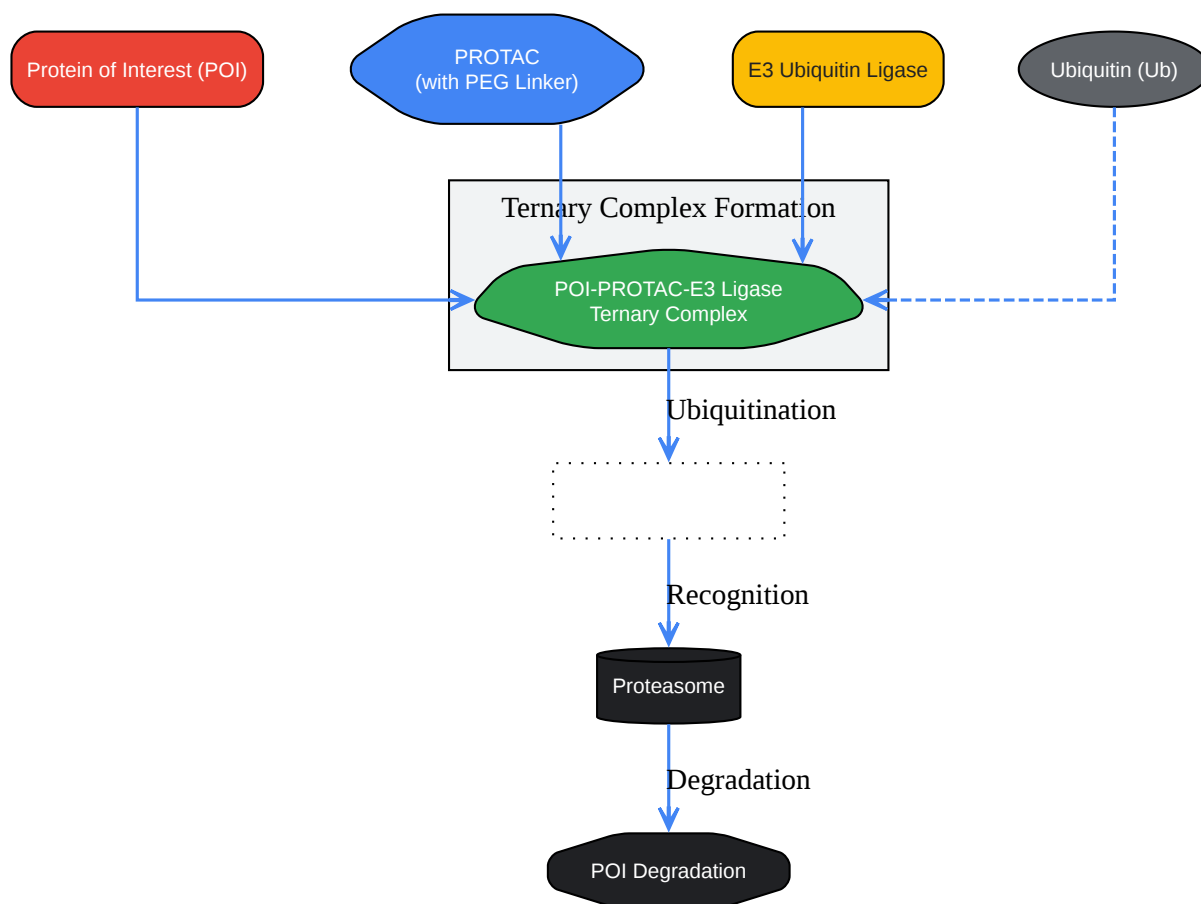 Protein of Interest (POI)
PROTAC
(with PEG Linker)
E3 Ubiquitin Ligase
Ubiquitin (Ub)
Ternary Complex Formation
POI-PROTAC-E3 Ligase
Ternary Complex
Ubiquitination
Recognition
Proteasome
Degradation
POI Degradation